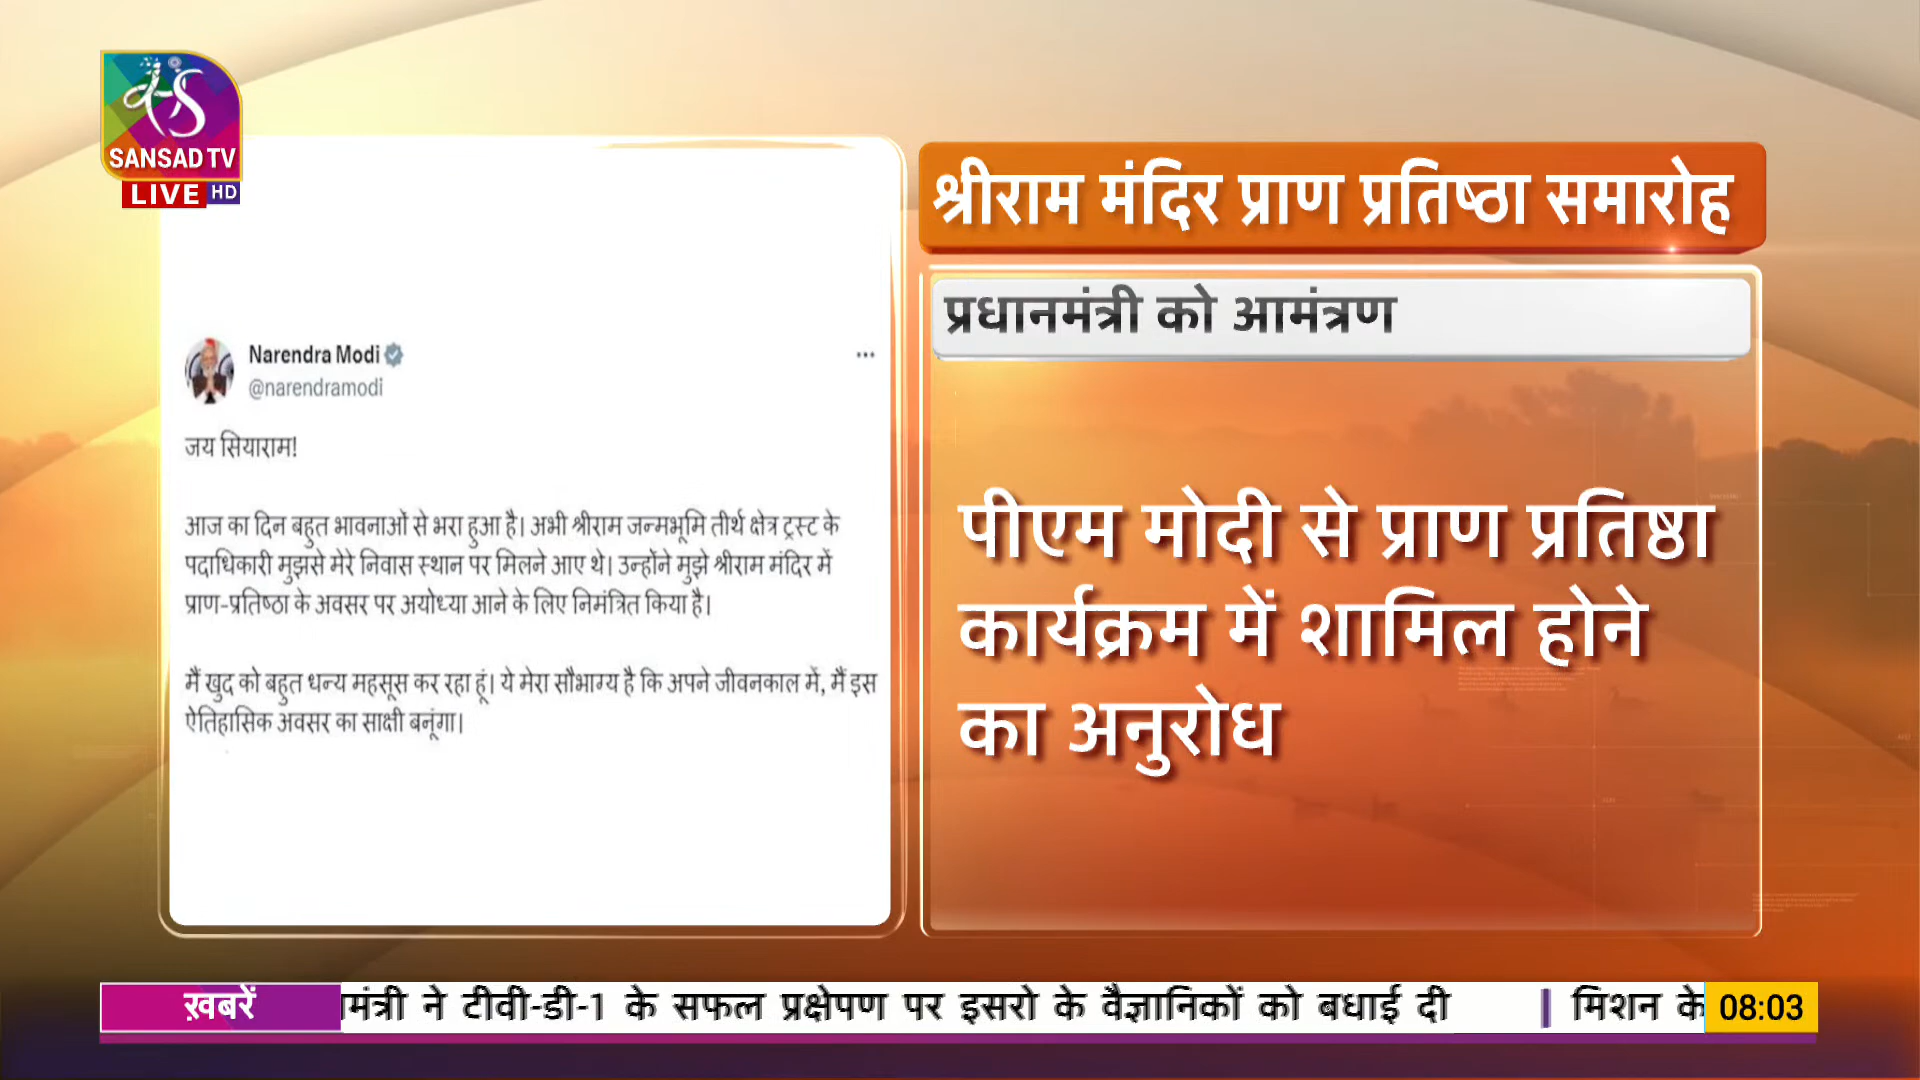 SANSAD TV
LIVE HD
श्रीराम मंदिर प्राण प्रतिष्ठा समारोह
प्रधानमंत्री को आमंत्रण
Narendra Modi
@narendramodi
जय सियाराम!
आज का दिन बहुत भावनाओं से भरा हुआ है। अभी श्रीराम जन्मभूमि तीर्थ क्षेत्र ट्रस्ट के
पदाधिकारी मुझसे मेरे निवास स्थान पर मिलने आए थे। उन्होंने मुझे श्रीराम मंदिर में
प्राण-प्रतिष्ठा के अवसर पर अयोध्या आने के लिए निमंत्रित किया है।
मैं खुद को बहुत धन्य महसूस कर रहा हूं। ये मेरा सौभाग्य है कि अपने जीवनकाल में, मैं इस
ऐतिहासिक अवसर का साक्षी बनूंगा।
पीएम मोदी से प्राण प्रतिष्ठा
कार्यक्रम में शामिल होने
का अनुरोध
ख़बरें
मंत्री ने टीवी-डी-1 के सफल प्रक्षेपण पर इसरो के वैज्ञानिकों को बधाई दी | मिशन के
08:03